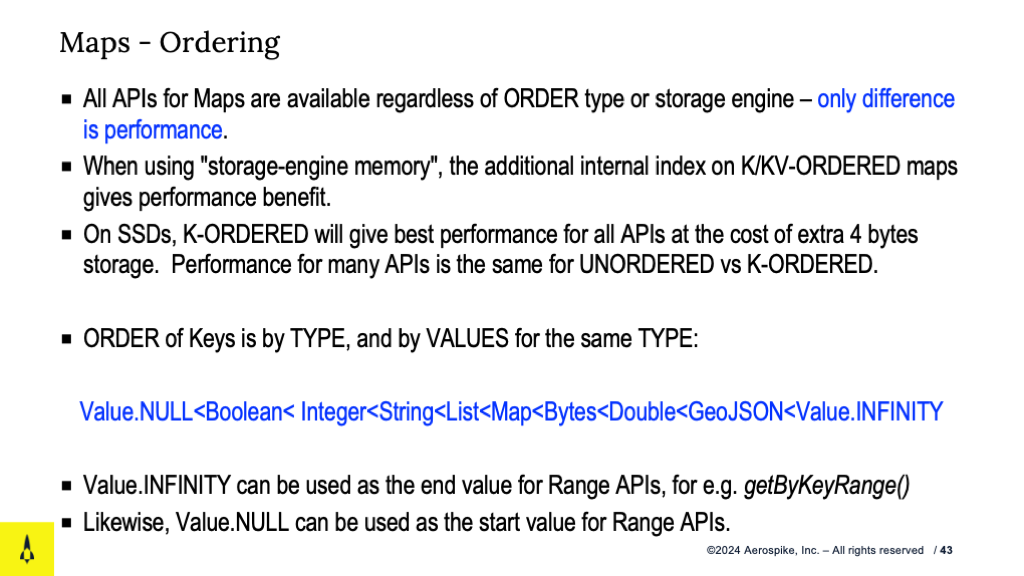 Maps - Ordering
▪ All APIs for Maps are available regardless of ORDER type or storage engine – only difference
is performance.
▪ When using "storage-engine memory", the additional internal index on K/KV-ORDERED maps
gives performance benefit.
▪ On SSDs, K-ORDERED will give best performance for all APIs at the cost of extra 4 bytes
storage.  Performance for many APIs is the same for UNORDERED vs K-ORDERED.
▪ ORDER of Keys is by TYPE, and by VALUES for the same TYPE:
Value.NULL<Boolean< Integer<String<List<Map<Bytes<Double<GeoJSON<Value.INFINITY
▪ Value.INFINITY can be used as the end value for Range APIs, for e.g. getByKeyRange()
▪ Likewise, Value.NULL can be used as the start value for Range APIs.
©2024 Aerospike, Inc. – All rights reserved / 43